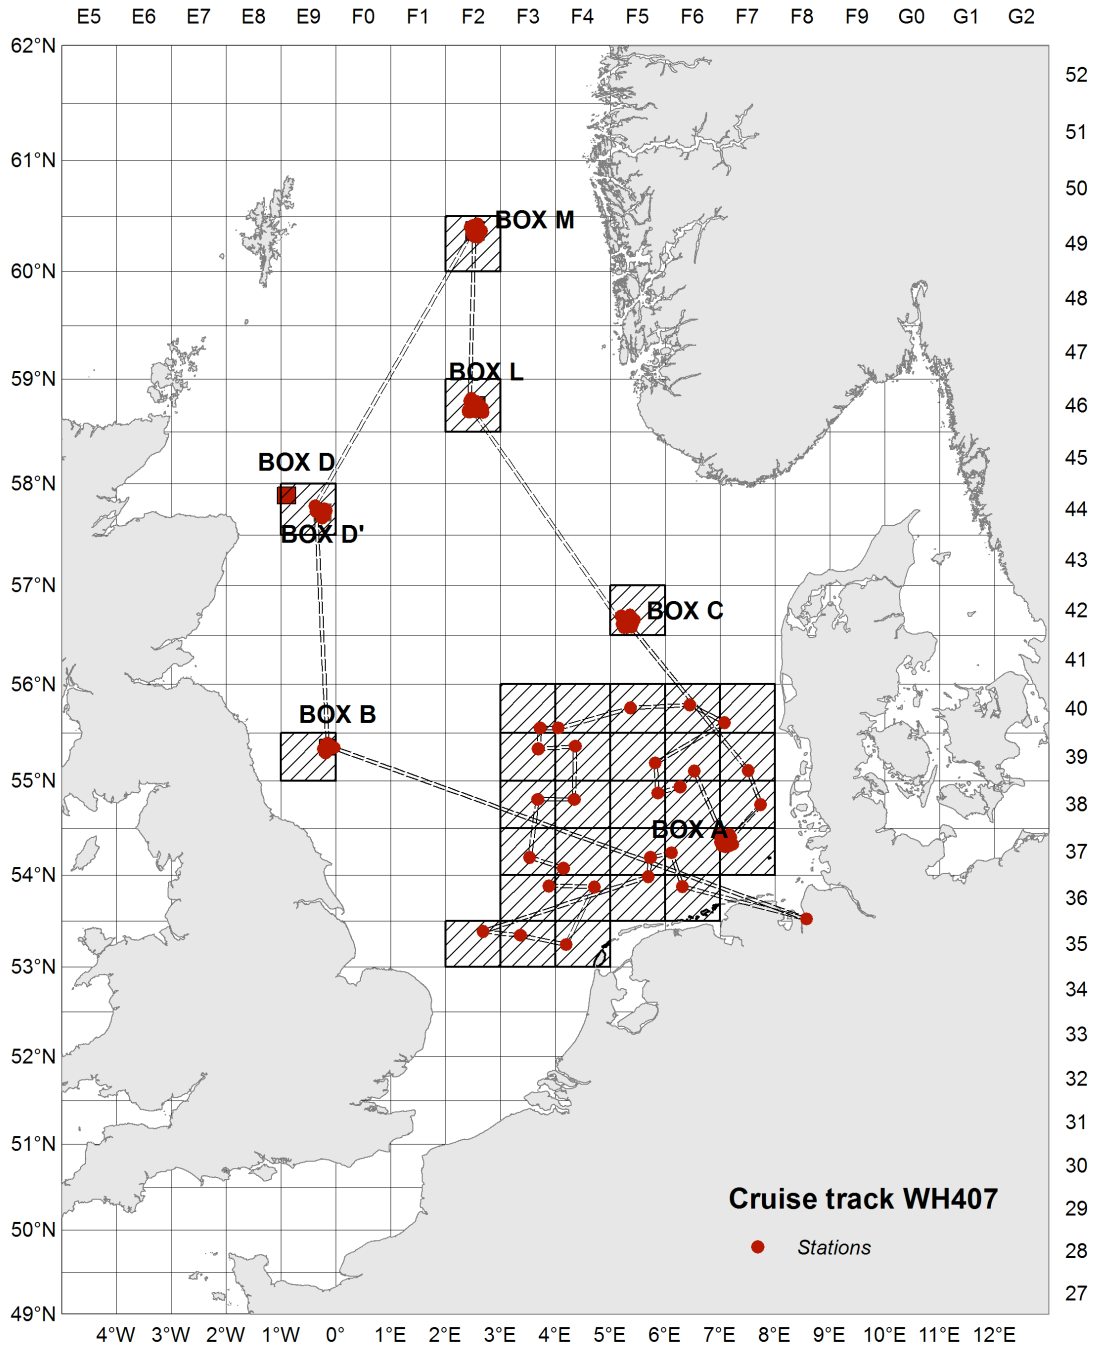 E5 E6 E7 E8 E9 F0 F1 F2 F3 F4 F5 F6 F7 F8 F9 G0 G1 G2
62°N
52
51
61°N
50
BOX M
49
60°N
48
47
59°N
BOX L
46
BOX D
45
58°N
44
BOX D'
43
57°N
BOX C
42
41
56°N
BOX B
40
39
55°N
38
BOX A
37
54°N
36
35
53°N
34
33
52°N
32
31
51°N
30
Cruise track WH407
29
50°N
Stations
28
27
49°N
4°W 3°W 2°W 1°W 0° 1°E 2°E 3°E 4°E 5°E 6°E 7°E 8°E 9°E 10°E 11°E 12°E